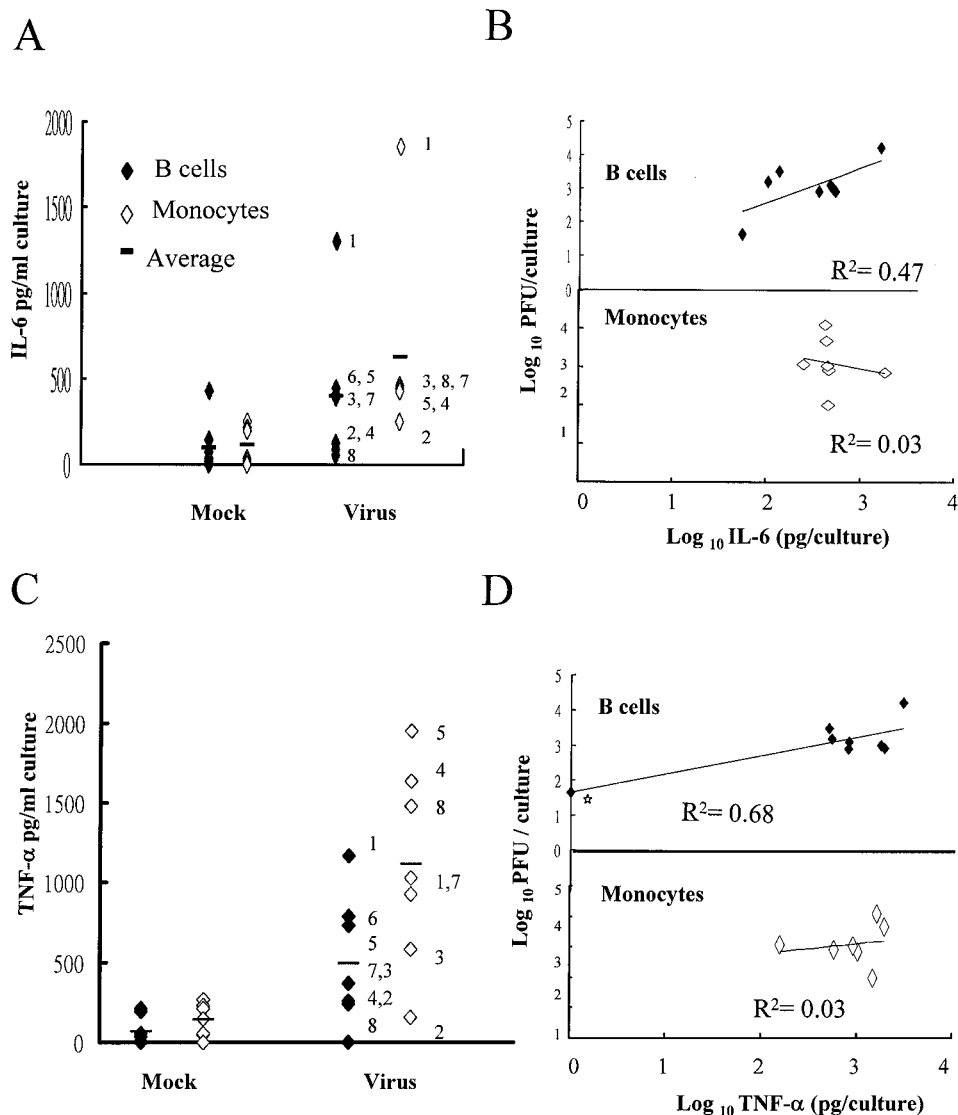 A
IL-6 pg/ml culture
2000
1500
1000
500
0
B cells
Monocytes
Average
1
1
6, 5
3, 7
2, 4
8
3, 8, 7
5, 4
2
Mock
Virus
B
Log 10 PFU/culture
5
4
3
2
1
0
B cells
R2= 0.47
Monocytes
4
3
2
1
R2= 0.03
0
1
2
3
4
Log 10 IL-6 (pg/culture)
C
TNF-α pg/ml culture
2500
2000
1500
1000
500
0
5
4
8
1
1,7
6
5
3
7,3
4,2
8
2
Mock
Virus
D
Log 10 PFU / culture
5
4
3
2
1
0
B cells
R2= 0.68
5
4
3
2
1
Monocytes
R2= 0.03
0
1
2
3
4
Log 10 TNF-α (pg/culture)